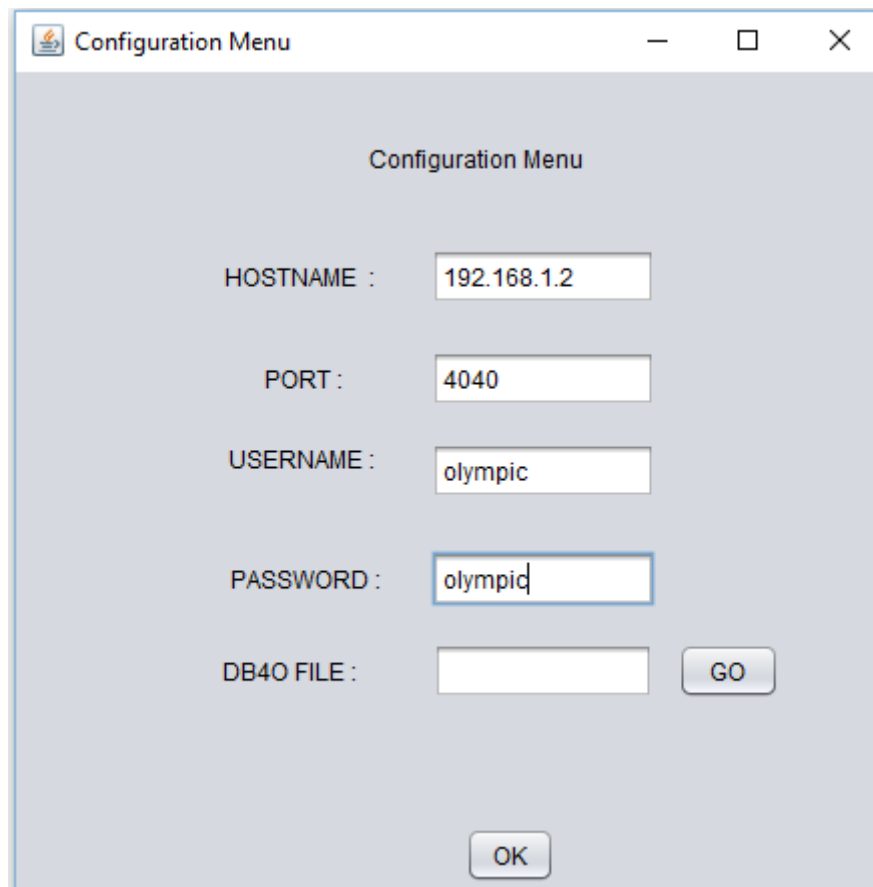 Configuration Menu
Configuration Menu
HOSTNAME : 192.168.1.2
PORT : 4040
USERNAME : olympic
PASSWORD : olympic
DB4O FILE : GO
OK